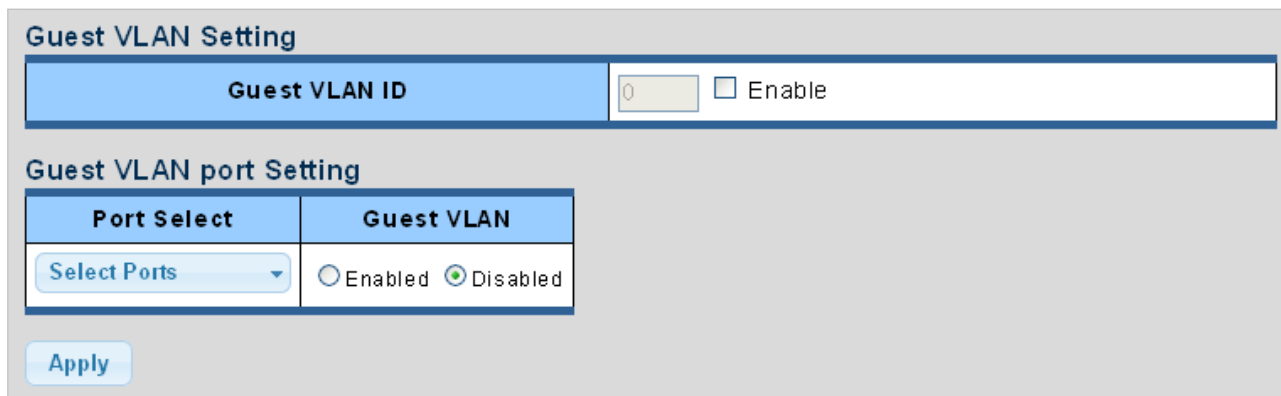 Guest VLAN Setting
Guest VLAN ID
0 Enable
Guest VLAN port Setting
Port Select Guest VLAN
Select Ports Enabled Disabled
Apply